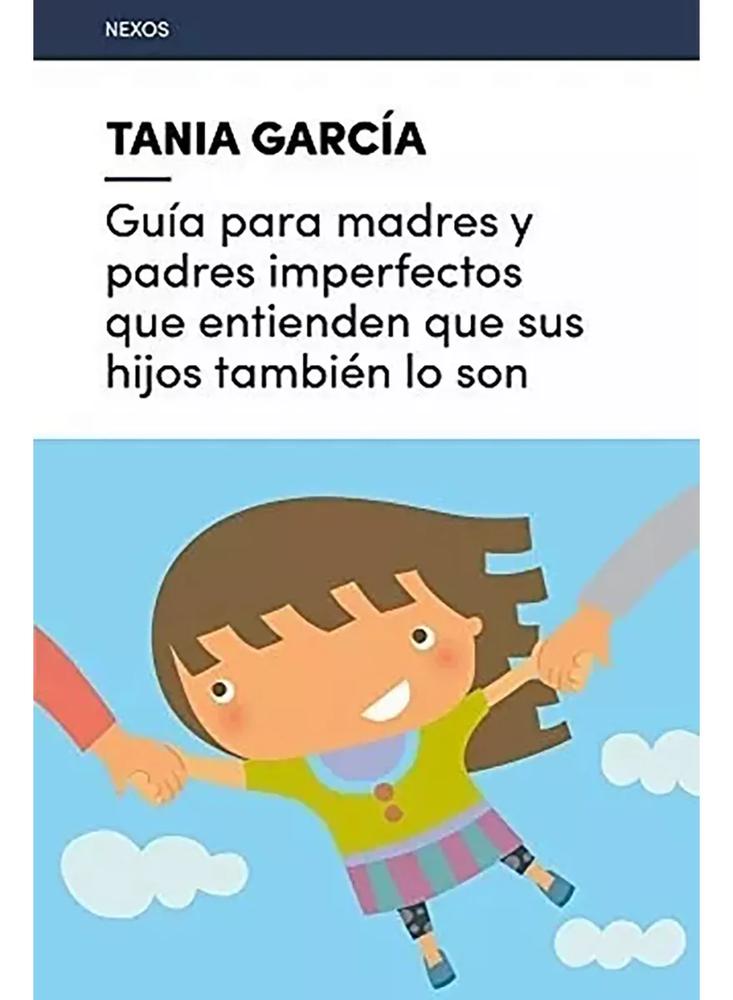 NEXOS
TANIA GARCÍA
Guía para madres y
padres imperfectos
que entienden que sus
hijos también lo son